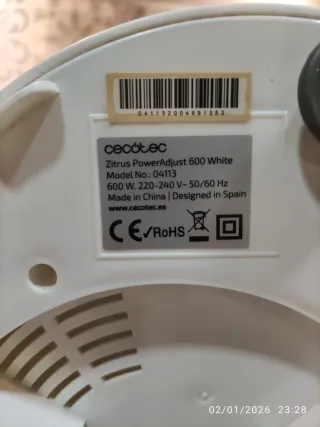 041192004981382
cecotec
Zitrus PowerAdjust 600 White
Model No.: 04113
600 W, 220-240 V~ 50/60 Hz
Made in China | Designed in Spain
www.cecotec.es
CE ✓RoHS
02/01/2026 23:28